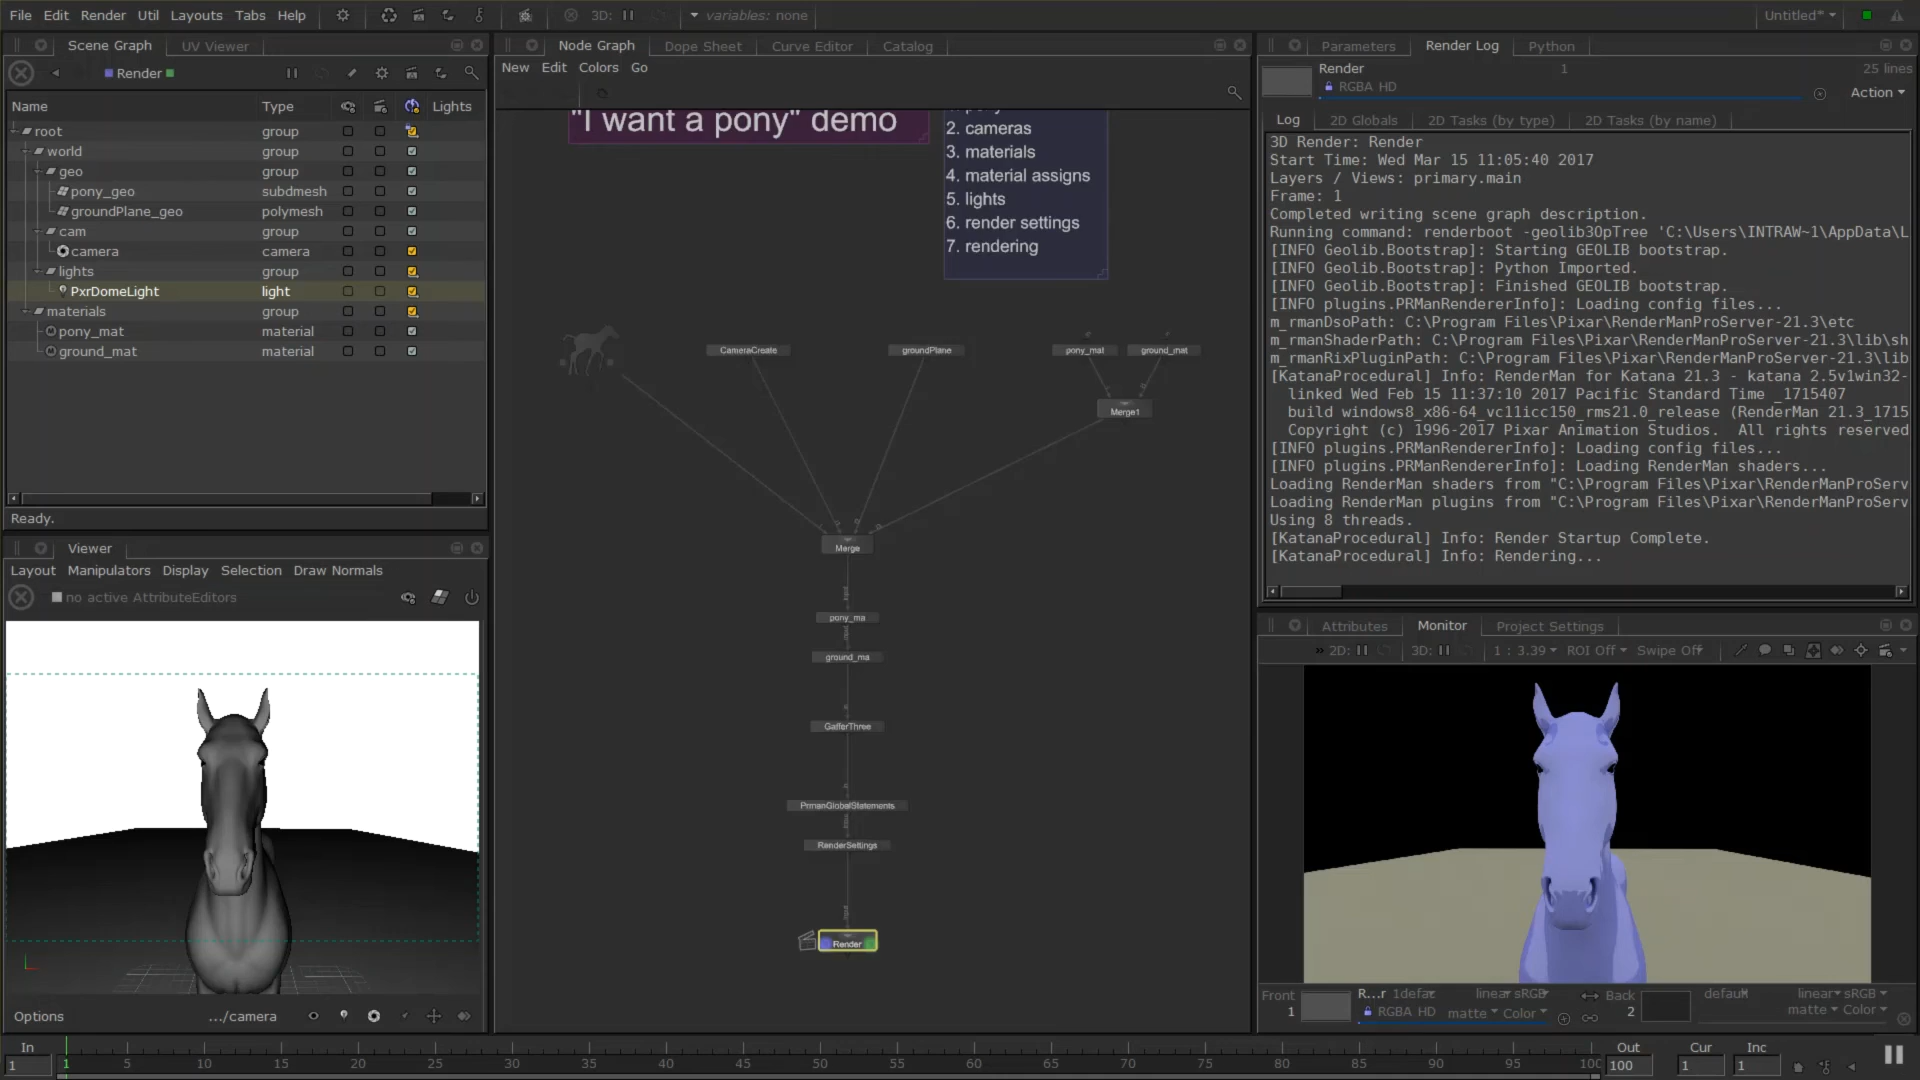 File Edit Render Util Layouts Tabs Help 3D: variables: none Untitled*
Scene Graph UV Viewer
Render
Name Type Lights
root group
world group
geo group
pony_geo subdmesh
groundPlane_geo polymesh
cam group
camera camera
lights group
PxrDomeLight light
materials group
pony_mat material
ground_mat material
Ready.
Viewer
Layout Manipulators Display Selection Draw Normals
no active AttributeEditors
Options .../camera
Node Graph Dope Sheet Curve Editor Catalog
New Edit Colors Go
"I want a pony" demo
2. cameras
3. materials
4. material assigns
5. lights
6. render settings
7. rendering
CameraCreate groundPlane pony_mat ground_mat
Merge1
Merge
pony_ma
ground_ma
GafferThree
PrmanGlobalStatements
RenderSettings
Render
Parameters Render Log Python
Render 1 25 lines
RGBA HD Action
Log 2D Globals 2D Tasks (by type) 2D Tasks (by name)
3D Render: Render
Start Time: Wed Mar 15 11:05:40 2017
Layers / Views: primary.main
Frame: 1
Completed writing scene graph description.
Running command: renderboot -geolib3OpTree 'C:\Users\INTRAW~1\AppData\L
[INFO Geolib.Bootstrap]: Starting GEOLIB bootstrap.
[INFO Geolib.Bootstrap]: Python Imported.
[INFO Geolib.Bootstrap]: Finished GEOLIB bootstrap.
[INFO plugins.PRManRendererInfo]: Loading config files...
m_rmanDsoPath: C:\Program Files\Pixar\RenderManProServer-21.3\etc
m_rmanShaderPath: C:\Program Files\Pixar\RenderManProServer-21.3\lib\sh
m_rmanRixPluginPath: C:\Program Files\Pixar\RenderManProServer-21.3\lib
[KatanaProcedural] Info: RenderMan for Katana 21.3 - katana 2.5v1win32-
linked Wed Feb 15 11:37:10 2017 Pacific Standard Time _1715407
build windows8_x86-64_vc11icc150_rms21.0_release (RenderMan 21.3_1715
Copyright (c) 1996-2017 Pixar Animation Studios. All rights reserved
[INFO plugins.PRManRendererInfo]: Loading config files...
[INFO plugins.PRManRendererInfo]: Loading RenderMan shaders...
Loading RenderMan shaders from "C:\Program Files\Pixar\RenderManProServ
Loading RenderMan plugins from "C:\Program Files\Pixar\RenderManProServ
Using 8 threads.
[KatanaProcedural] Info: Render Startup Complete.
[KatanaProcedural] Info: Rendering...
Attributes Monitor Project Settings
» 2D: 3D: 1 : 3.39 ROI Off Swipe Off
Front R...r 1 linear sRGB Back linear sRGB
1 RGBA HD matte Color 2 matte Color
In Out Cur Inc
1 1 5 10 15 20 25 30 35 40 45 50 55 60 65 70 75 80 85 90 95 100 1 1